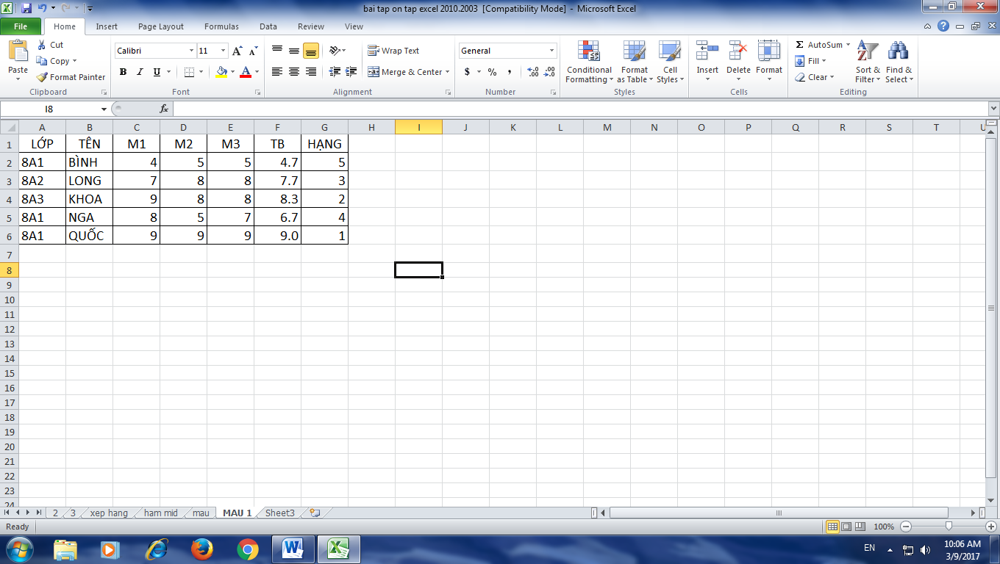 bai tap on tap excel 2010.2003 [Compatibility Mode] - Microsoft Excel
File Home Insert Page Layout Formulas Data Review View
Paste Cut Copy Format Painter Clipboard
Calibri 11 A A B I U A Font
Wrap Text Merge & Center Alignment
General $ % , .00 .0 Number
Conditional Formatting Format as Table Cell Styles Styles
Insert Delete Format Cells
Σ AutoSum Fill Clear Sort & Filter Find & Select Editing
I8 fx
A B C D E F G H I J K L M N O P Q R S T U
1 LỚP TÊN M1 M2 M3 TB HẠNG
2 8A1 BÌNH 4 5 5 4.7 5
3 8A2 LONG 7 8 8 7.7 3
4 8A3 KHOA 9 8 8 8.3 2
5 8A1 NGA 8 5 7 6.7 4
6 8A1 QUỐC 9 9 9 9.0 1
7
8
9
10
11
12
13
14
15
16
17
18
19
20
21
22
23
24
2 3 xep hang ham mid mau MAU 1 Sheet3
Ready 100%
EN 10:06 AM
3/9/2017